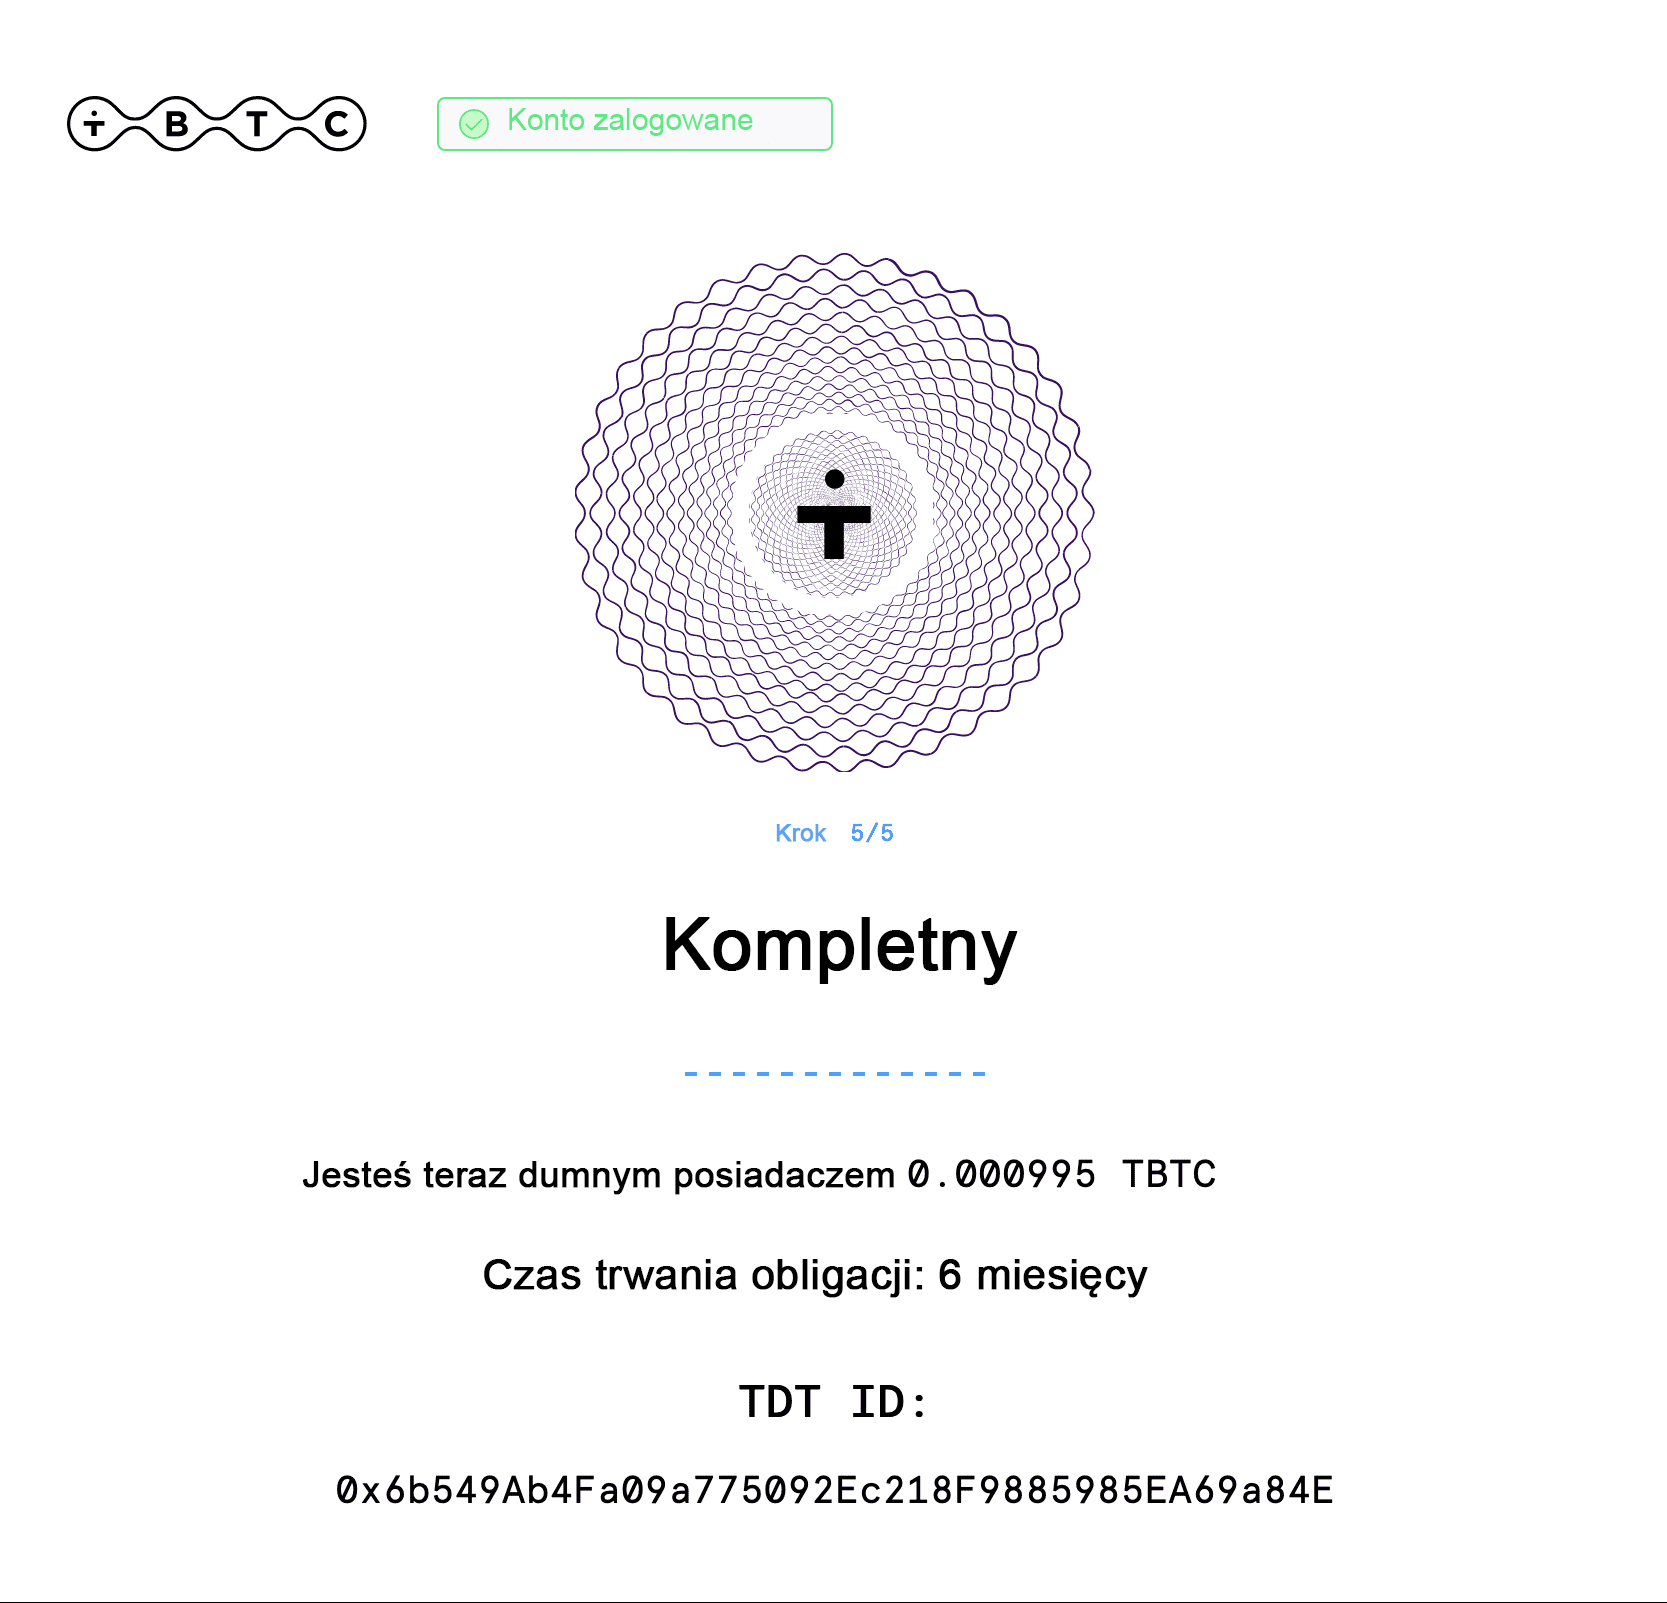 TBTC
Konto zalogowane
T
Krok 5/5
Kompletny
Jesteś teraz dumnym posiadaczem 0.000995 TBTC
Czas trwania obligacji: 6 miesięcy
TDT ID:
0x6b549Ab4Fa09a775092Ec218F9885985EA69a84E